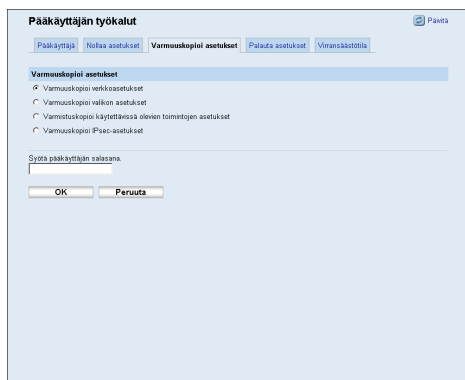 Pääkäyttäjän työkalut
Päivitä
Pääkäyttäjä Nollaa asetukset Varmuuskopioi asetukset Palauta asetukset Virransäästötila
Varmuuskopioi asetukset
Varmuuskopioi verkkoasetukset
Varmuuskopioi valikon asetukset
Varmistuskopioi käytettävissä olevien toimintojen asetukset
Varmuuskopioi IPsec-asetukset
Syötä pääkäyttäjän salasana.
OK Peruuta